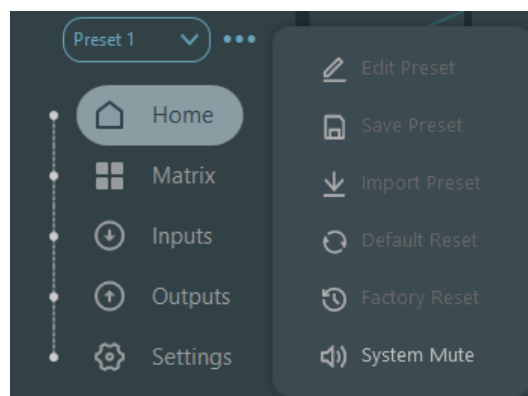 Preset 1
Home
Matrix
Inputs
Outputs
Settings
Edit Preset
Save Preset
Import Preset
Default Reset
Factory Reset
System Mute